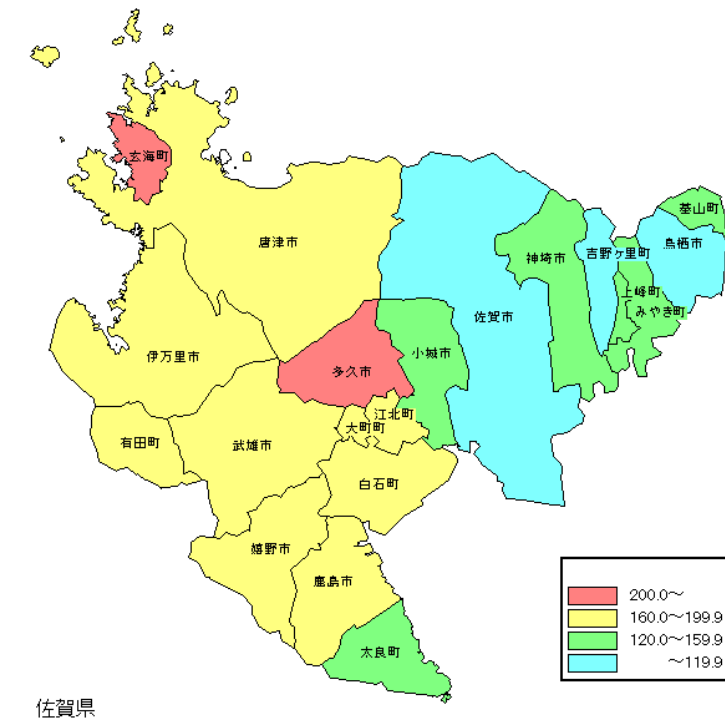 玄海町
基山町
唐津市
神埼市
吉野ヶ里町
鳥栖市
上峰町
みやき町
佐賀市
伊万里市
小城市
多久市
江北町
大町町
有田町
武雄市
白石町
嬉野市
鹿島市
太良町
200.0～
160.0～199.9
120.0～159.9
～119.9
佐賀県